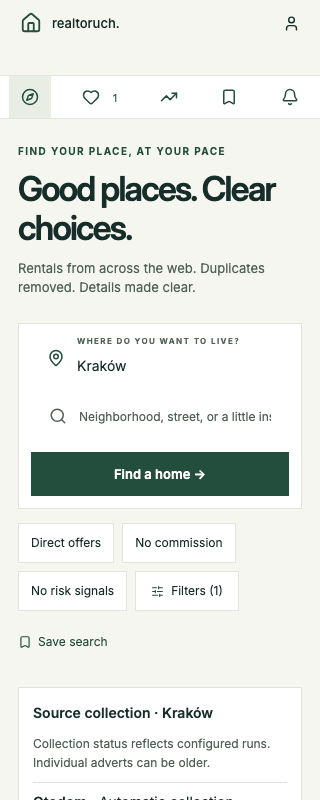 realtoruch.
1
FIND YOUR PLACE, AT YOUR PACE
Good places. Clear
choices.
Rentals from across the web. Duplicates
removed. Details made clear.
WHERE DO YOU WANT TO LIVE?
Kraków
Neighborhood, street, or a little ins
Find a home →
Direct offers
No commission
No risk signals
Filters (1)
Save search
Source collection · Kraków
Collection status reflects configured runs.
Individual adverts can be older.